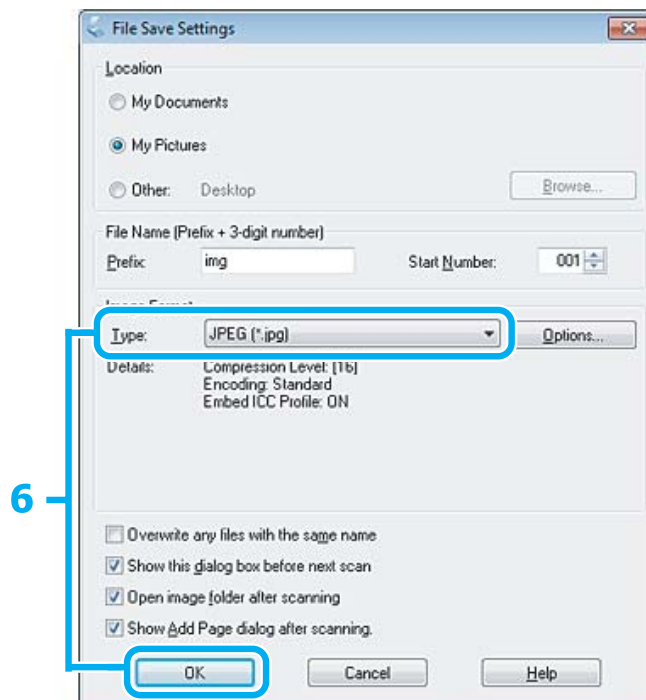 File Save Settings
Location
My Documents
My Pictures
Other: Desktop Browse...
File Name (Prefix + 3-digit number)
Prefix: img Start Number: 001
Image Format
Type: JPEG (*.jpg) Options...
Details: Compression Level: [16]
Encoding: Standard
Embed ICC Profile: ON
6
Overwrite any files with the same name
Show this dialog box before next scan
Open image folder after scanning
Show Add Page dialog after scanning.
OK Cancel Help